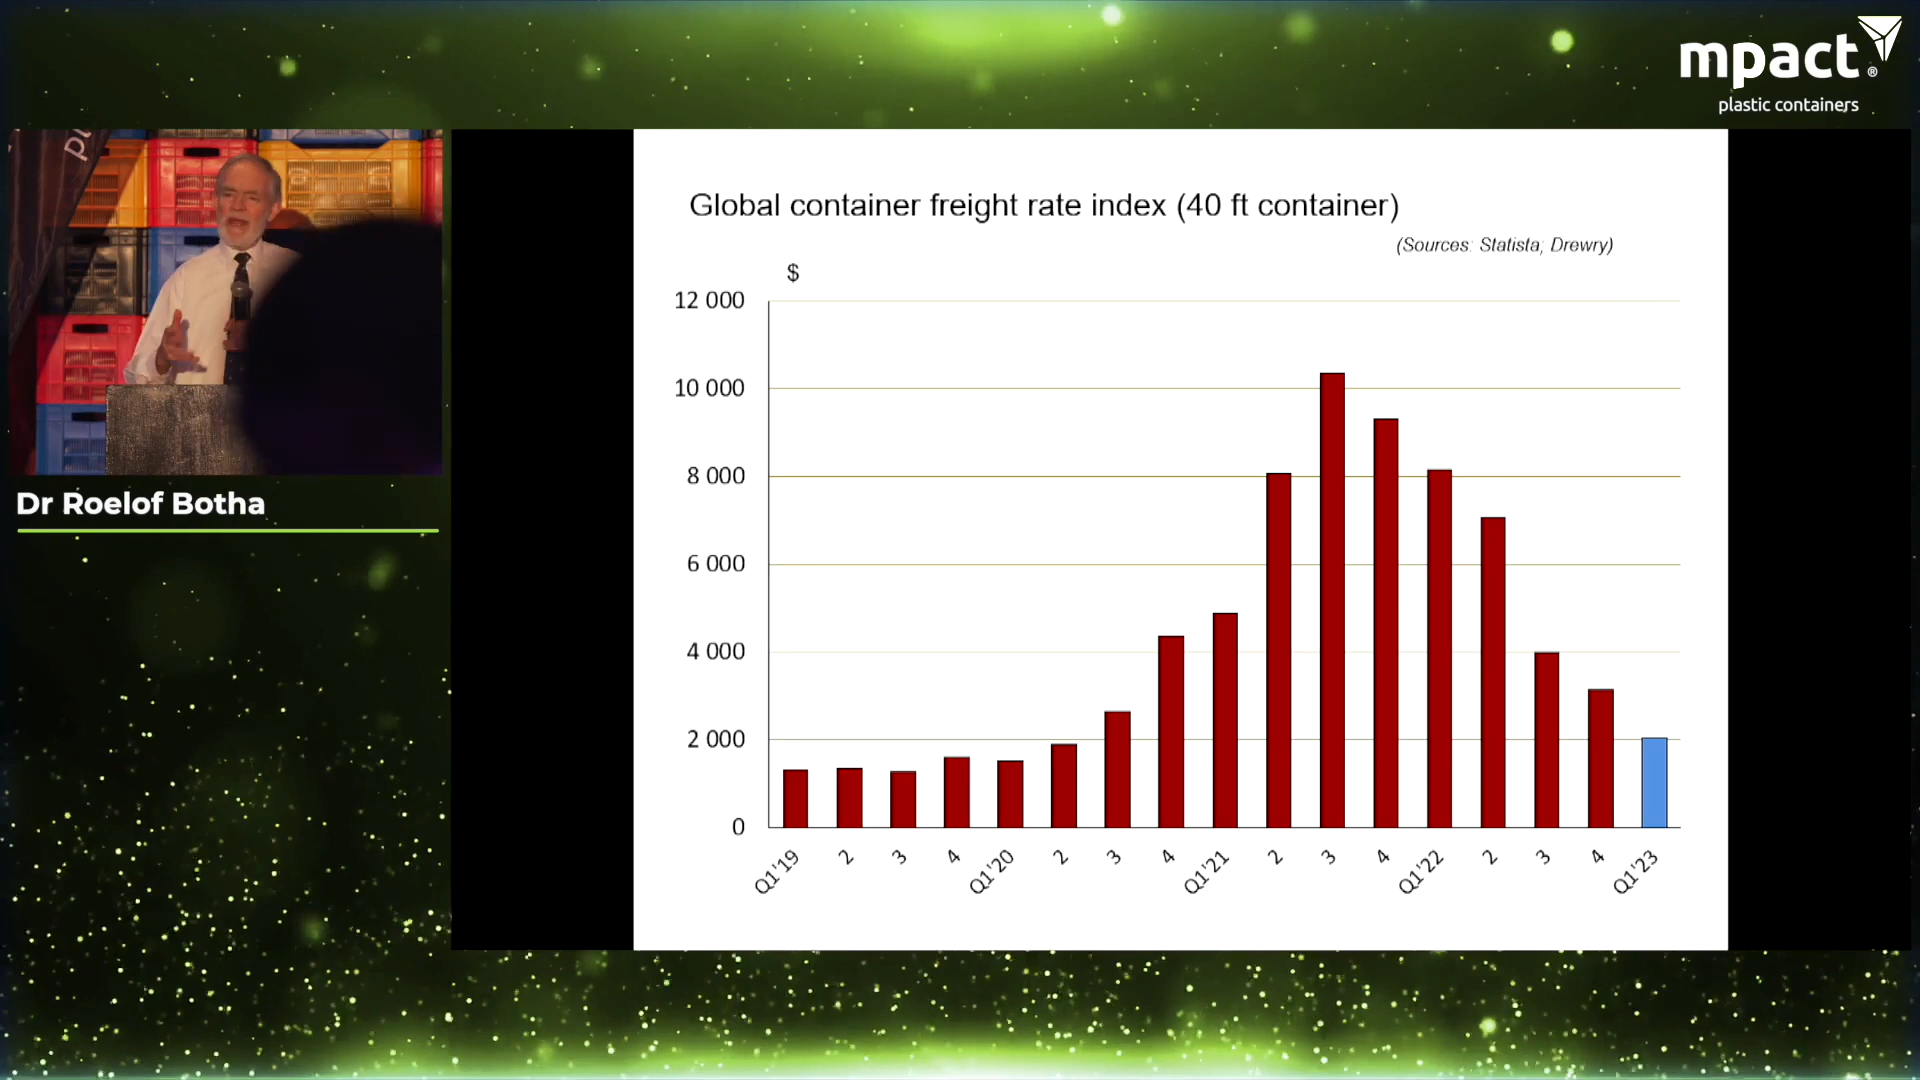 mpact®
plastic containers
Dr Roelof Botha
Global container freight rate index (40 ft container)
(Sources: Statista; Drewry)
$
12 000
10 000
8 000
6 000
4 000
2 000
0
Q1'19 2 3 4 Q1'20 2 3 4 Q1'21 2 3 4 Q1'22 2 3 4 Q1'23